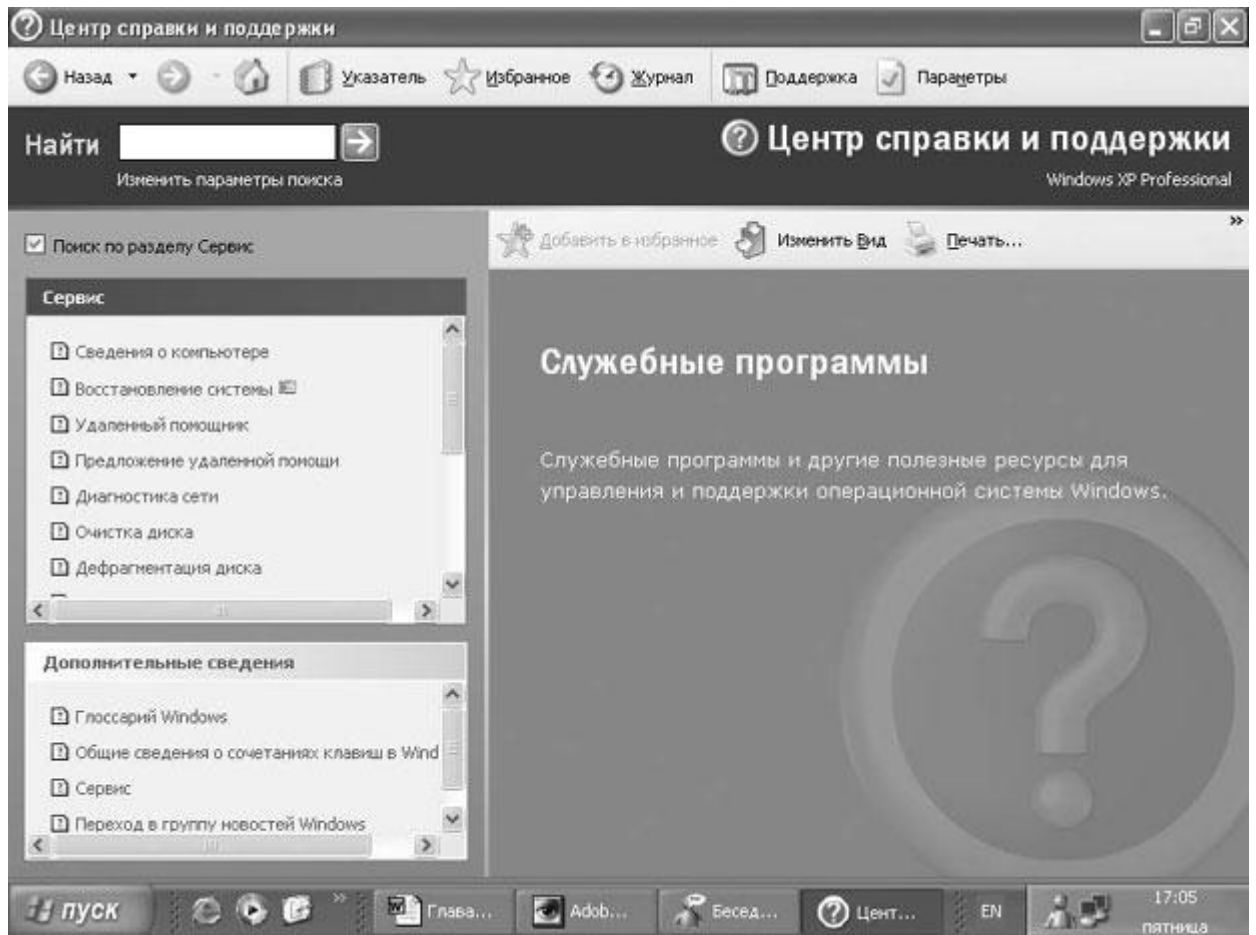 Центр справки и поддержки
Назад Указатель Избранное Журнал Поддержка Параметры
Найти
Изменить параметры поиска
Центр справки и поддержки
Windows XP Professional
Поиск по разделу Сервис
Добавить в избранное Изменить Вид Печать...
Сервис
Сведения о компьютере
Восстановление системы
Удаленный помощник
Предложение удаленной помощи
Диагностика сети
Очистка диска
Дефрагментация диска
Служебные программы
Служебные программы и другие полезные ресурсы для
управления и поддержки операционной системы Windows.
Дополнительные сведения
Глоссарий Windows
Общие сведения о сочетаниях клавиш в Wind
Сервис
Переход в группу новостей Windows
пуск Глава... Adob... Бесед... Цент... EN 17:05
пятница